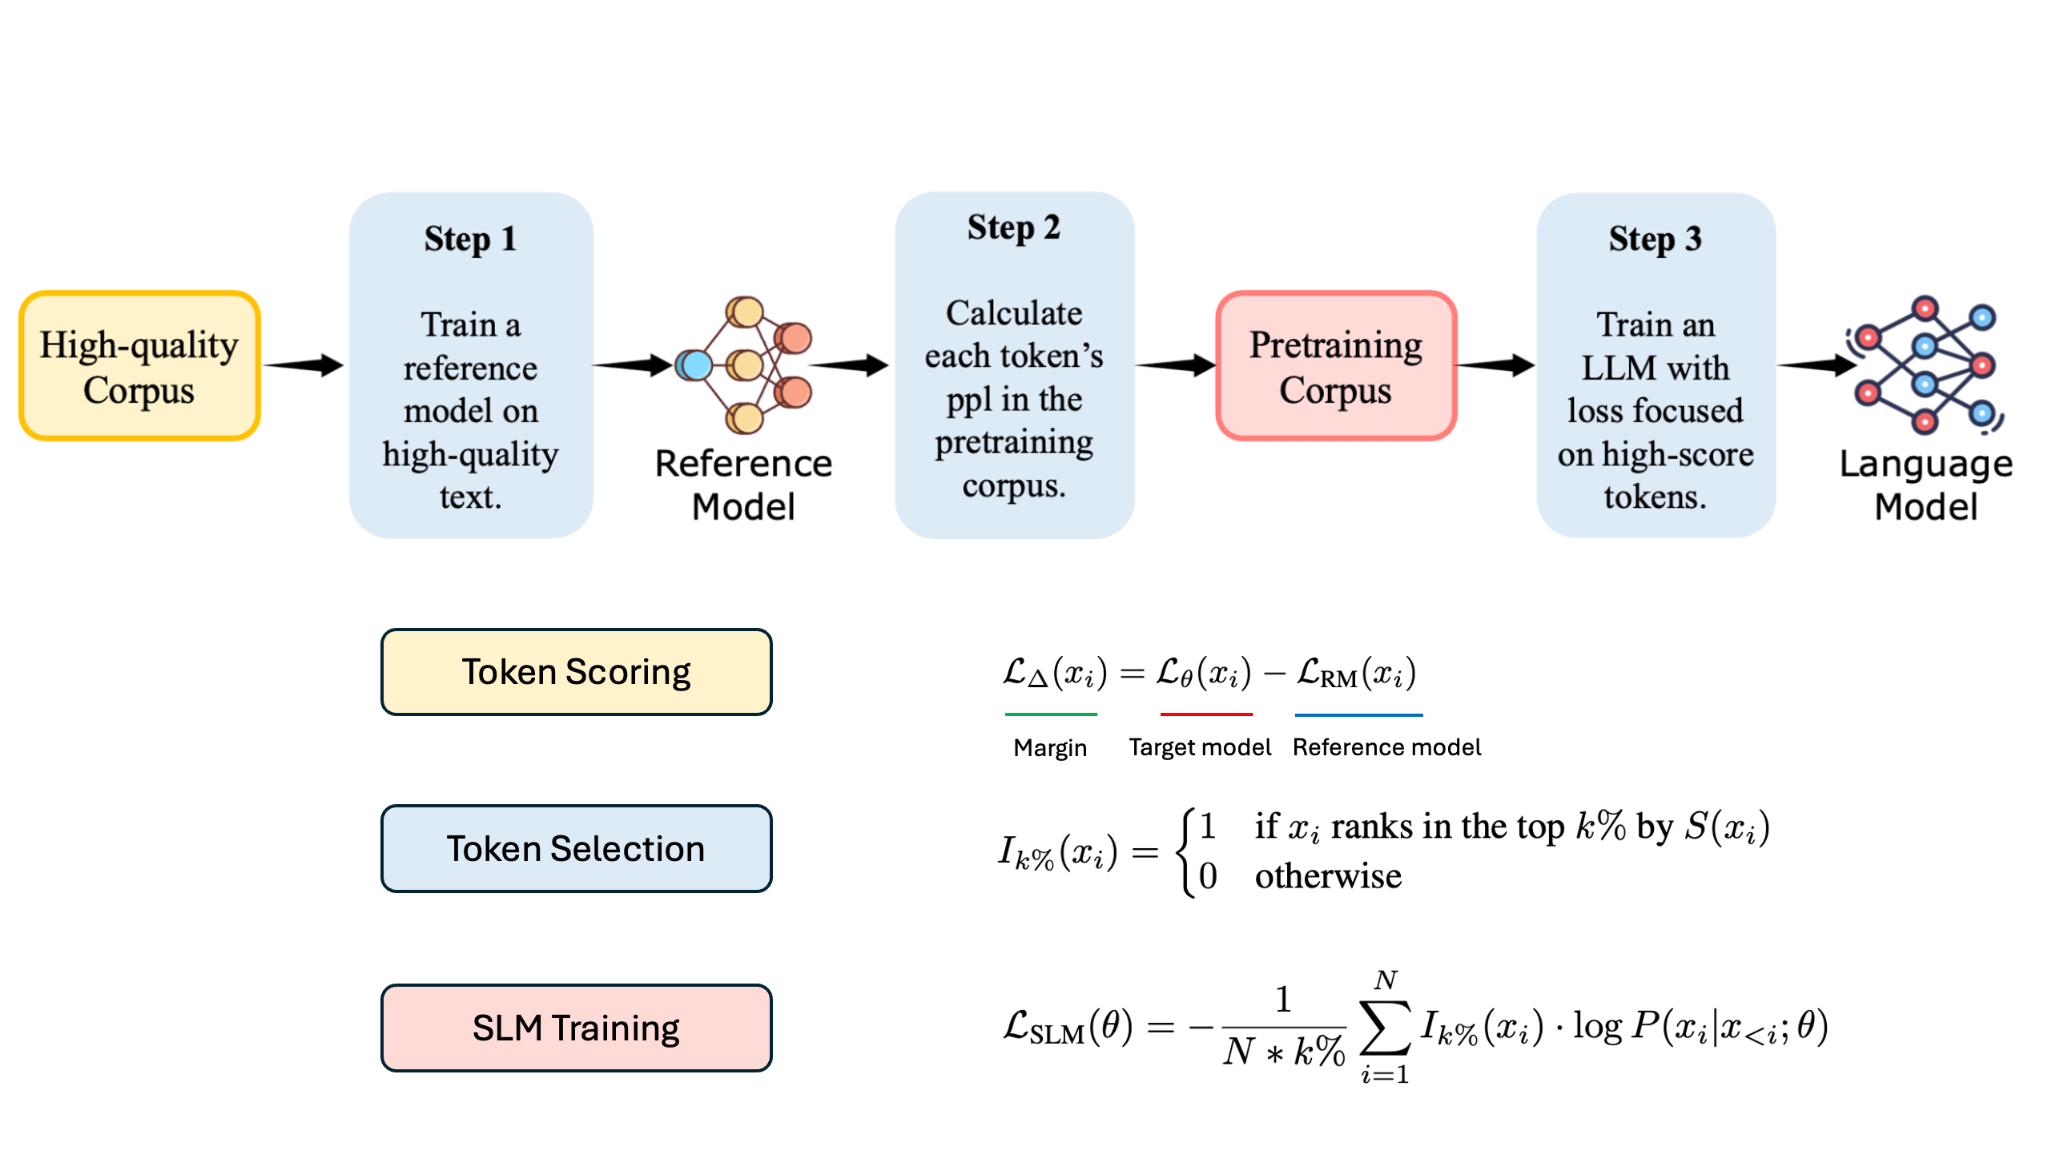 High-quality
Corpus
Step 1
Train a
reference
model on
high-quality
text.
Reference
Model
Step 2
Calculate
each token’s
ppl in the
pretraining
corpus.
Pretraining
Corpus
Step 3
Train an
LLM with
loss focused
on high-score
tokens.
Language
Model
Token Scoring
ℒ_Δ(x_i) = ℒ_θ(x_i) − ℒ_RM(x_i)
Margin Target model Reference model
Token Selection
I_{k%}(x_i) = { 1 if x_i ranks in the top k% by S(x_i)
0 otherwise
SLM Training
ℒ_SLM(θ) = − \frac{1}{N * k%} \sum_{i=1}^{N} I_{k%}(x_i) · log P(x_i|x_{<i}; θ)